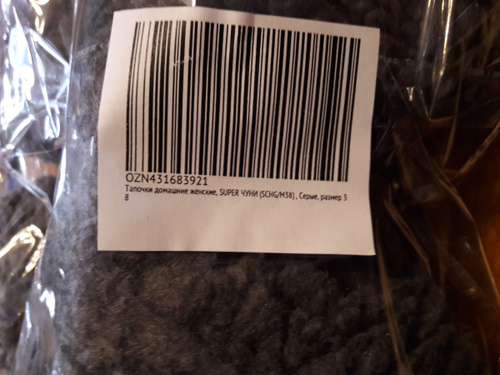 OZN431683921
Тапочки домашние женские, SUPER ЧУНИ (SCHG/M38) , Серые, размер 3
8